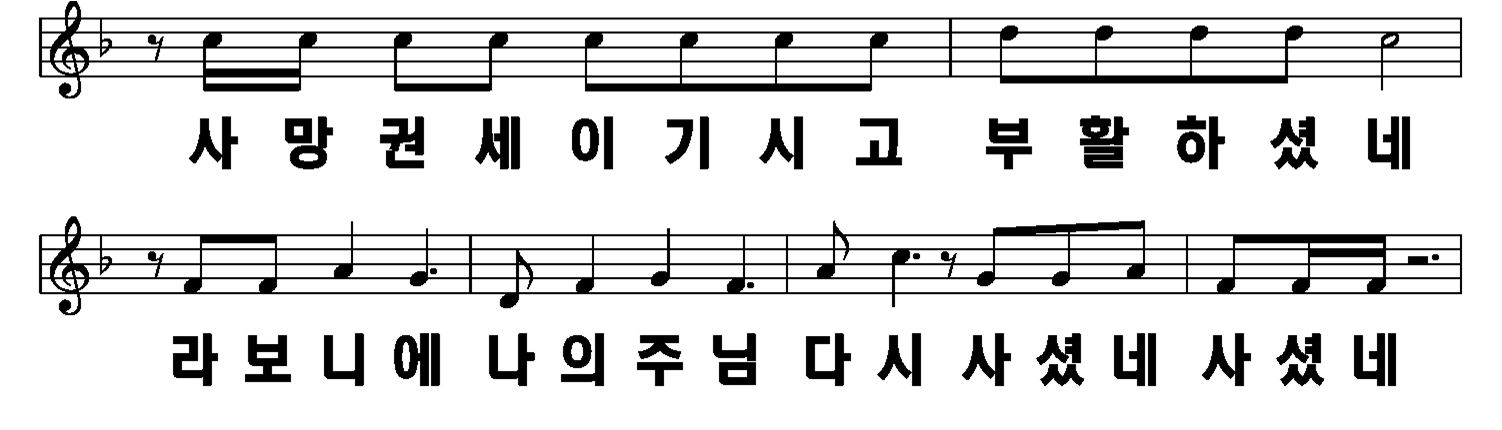 사 망 권 세 이 기 시 고 부 활 하 셨 네
라 보 니 에 나 의 주 님 다 시 사 셨 네 사 셨 네